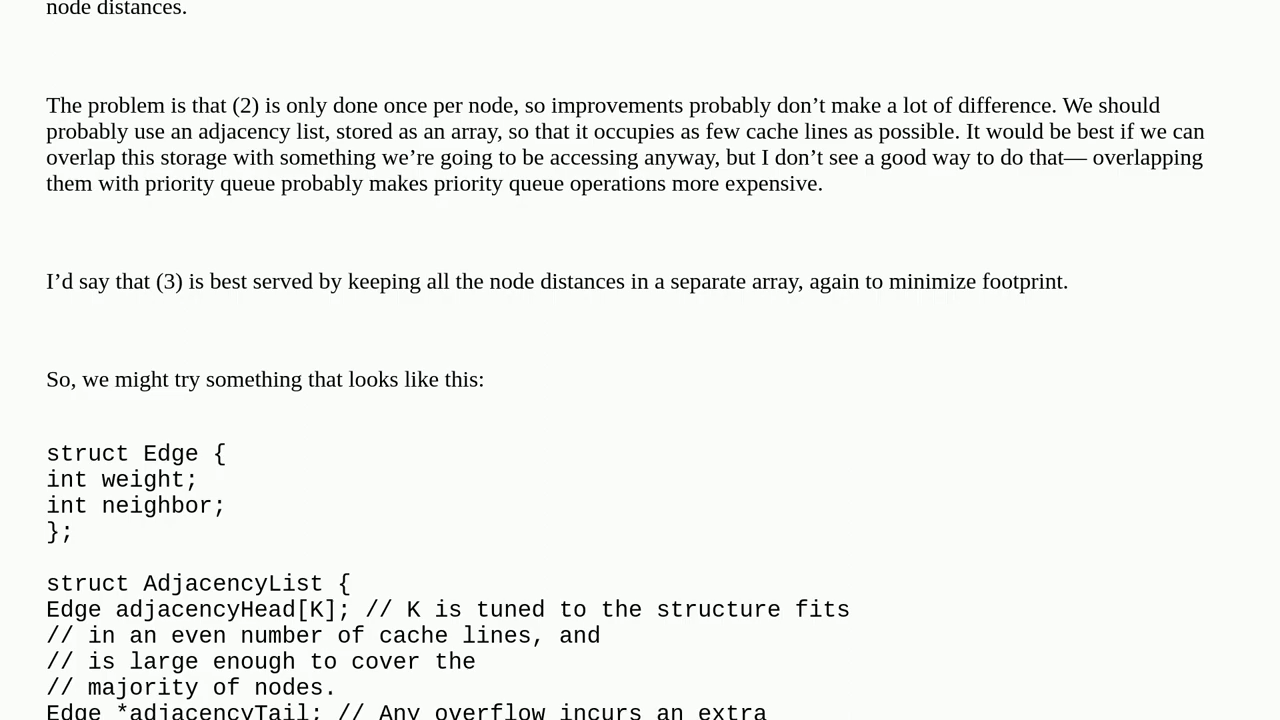 node distances.
The problem is that (2) is only done once per node, so improvements probably don’t make a lot of difference. We should
probably use an adjacency list, stored as an array, so that it occupies as few cache lines as possible. It would be best if we can
overlap this storage with something we’re going to be accessing anyway, but I don’t see a good way to do that— overlapping
them with priority queue probably makes priority queue operations more expensive.
I’d say that (3) is best served by keeping all the node distances in a separate array, again to minimize footprint.
So, we might try something that looks like this:
struct Edge {
int weight;
int neighbor;
};
struct AdjacencyList {
Edge adjacencyHead[K]; // K is tuned to the structure fits
// in an even number of cache lines, and
// is large enough to cover the
// majority of nodes.
Edge *adjacencyTail; // Any overflow incurs an extra